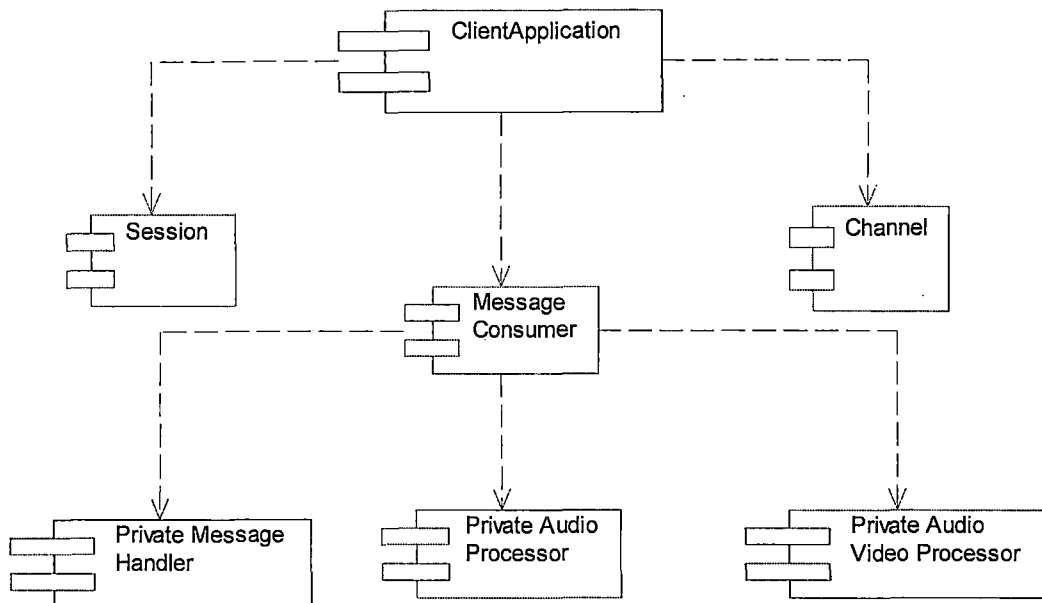 ClientApplication
Session
Channel
Message
Consumer
Private Message
Handler
Private Audio
Processor
Private Audio
Video Processor